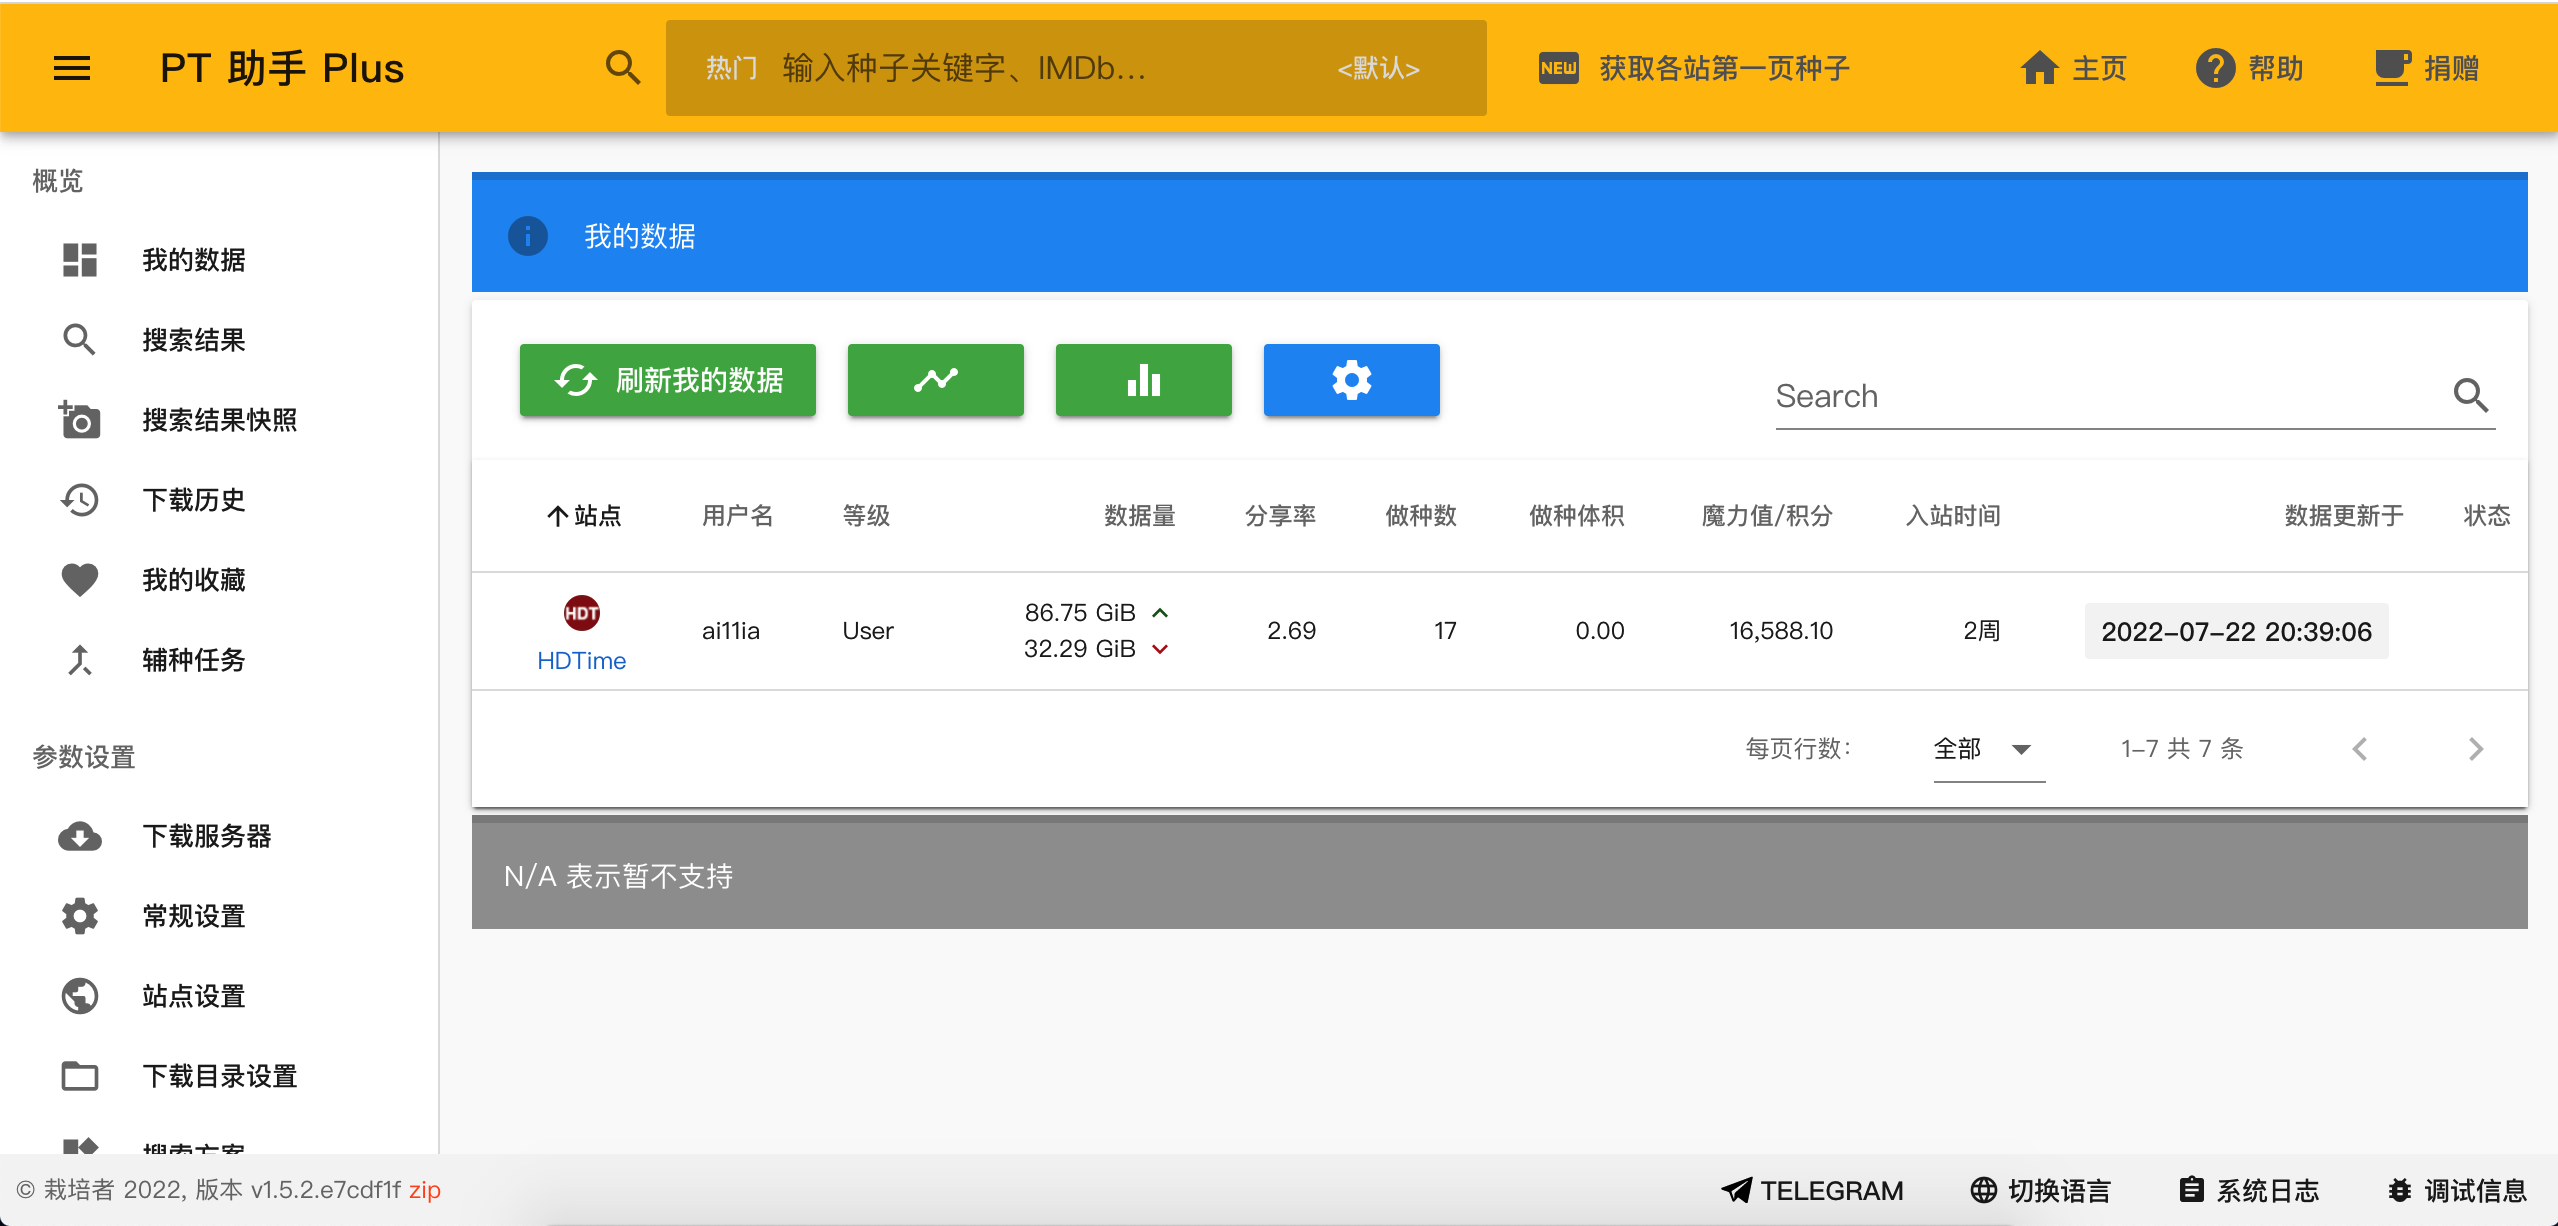 PT 助手 Plus
热门 输入种子关键字、IMDb... <默认>
NEW 获取各站第一页种子
主页
帮助
捐赠
概览
我的数据
搜索结果
搜索结果快照
下载历史
我的收藏
辅种任务
参数设置
下载服务器
常规设置
站点设置
下载目录设置
搜索方案
我的数据
刷新我的数据
Search
站点 用户名 等级 数据量 分享率 做种数 做种体积 魔力值/积分 入站时间 数据更新于 状态
HDT
HDTime
ai11ia User 86.75 GiB 2.69 17 0.00 16,588.10 2周 2022-07-22 20:39:06
32.29 GiB
每页行数: 全部 1-7 共 7 条
N/A 表示暂不支持
© 栽培者 2022, 版本 v1.5.2.e7cdf1f zip
TELEGRAM 切换语言 系统日志 调试信息